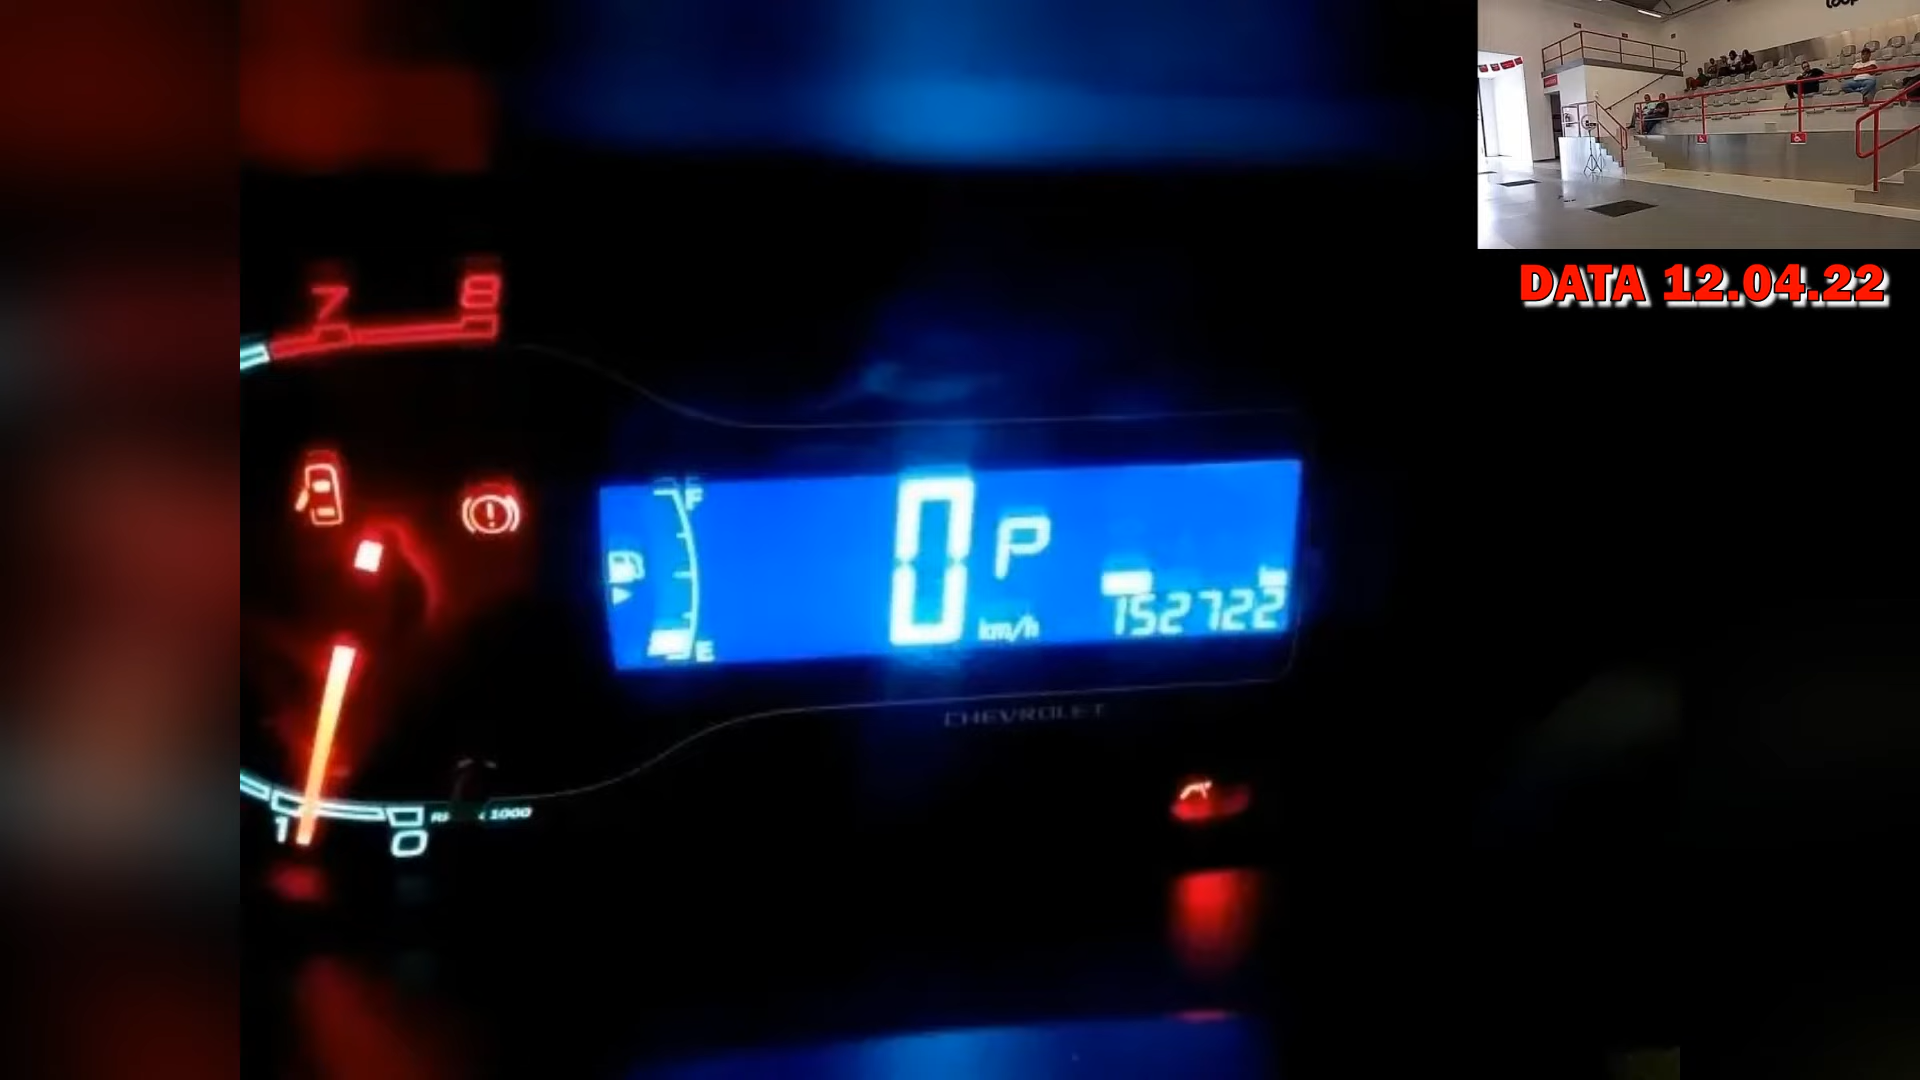 DATA 12.04.22
7 8
F
0 P
km/h
152722
E
CHEVROLET
1 0
1000